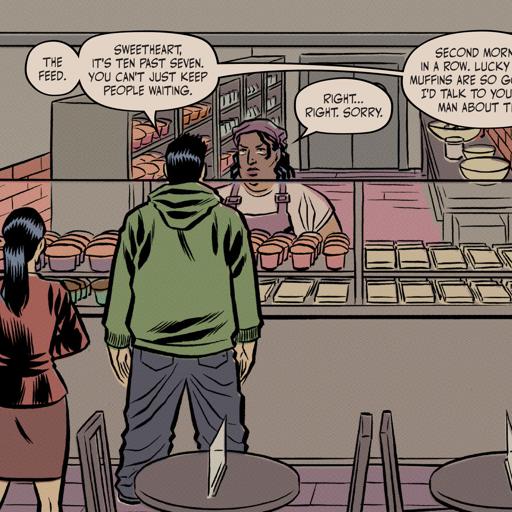 THE
FEED.
SWEETHEART,
IT'S TEN PAST SEVEN.
YOU CAN'T JUST KEEP
PEOPLE WAITING.
RIGHT...
RIGHT. SORRY.
SECOND MORN
IN A ROW. LUCKY
MUFFINS ARE SO G
I'D TALK TO YOU
MAN ABOUT T